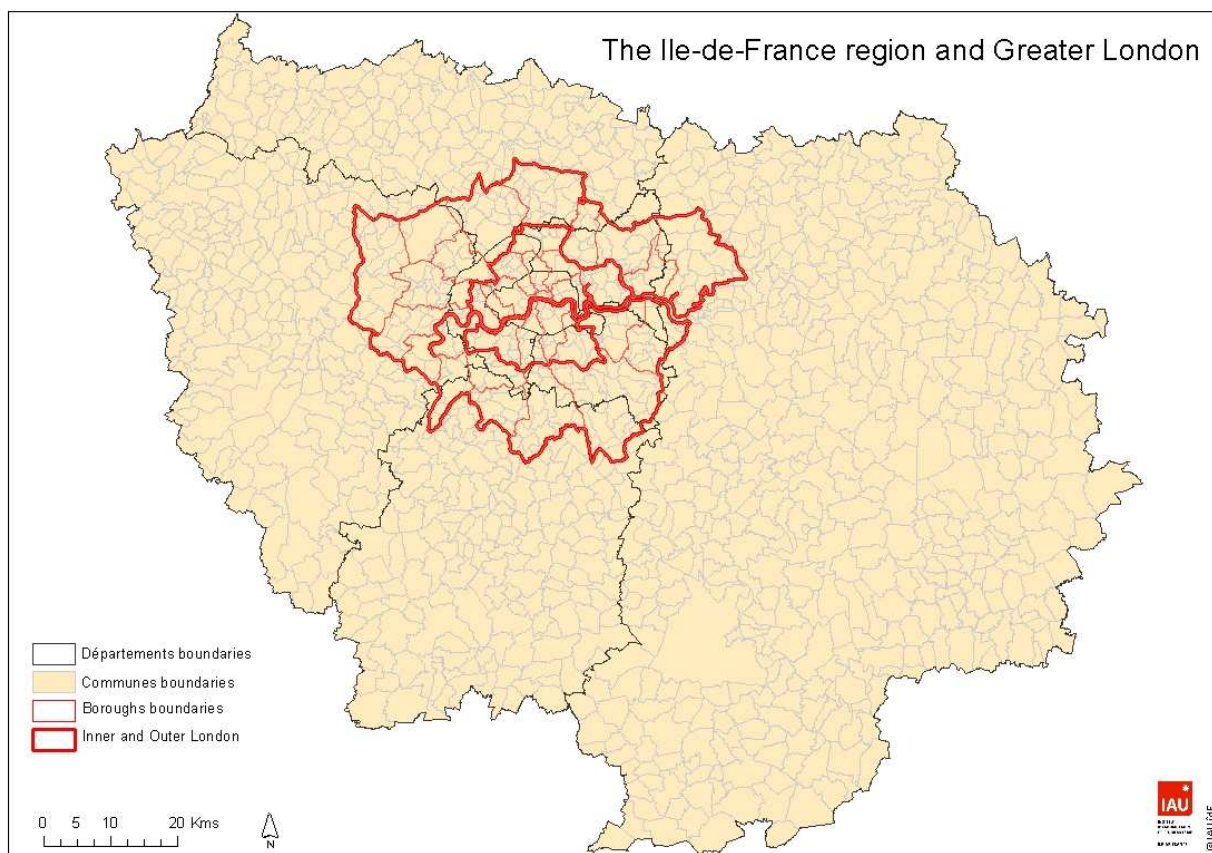 The Ile-de-France region and Greater London
Départements boundaries
Communes boundaries
Boroughs boundaries
Inner and Outer London
0 5 10 20 Kms
N
IAU